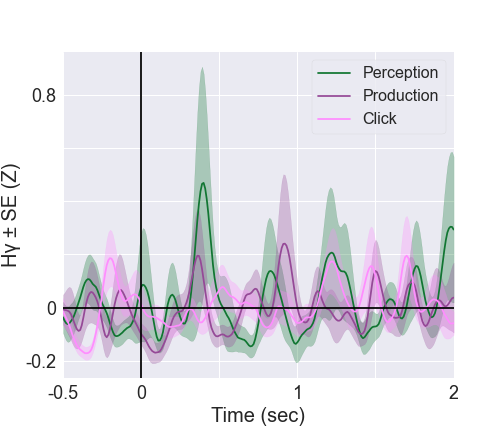 Perception
Production
Click
Hγ ± SE (Z)
0.8
0
-0.2
-0.5
0
1
2
Time (sec)